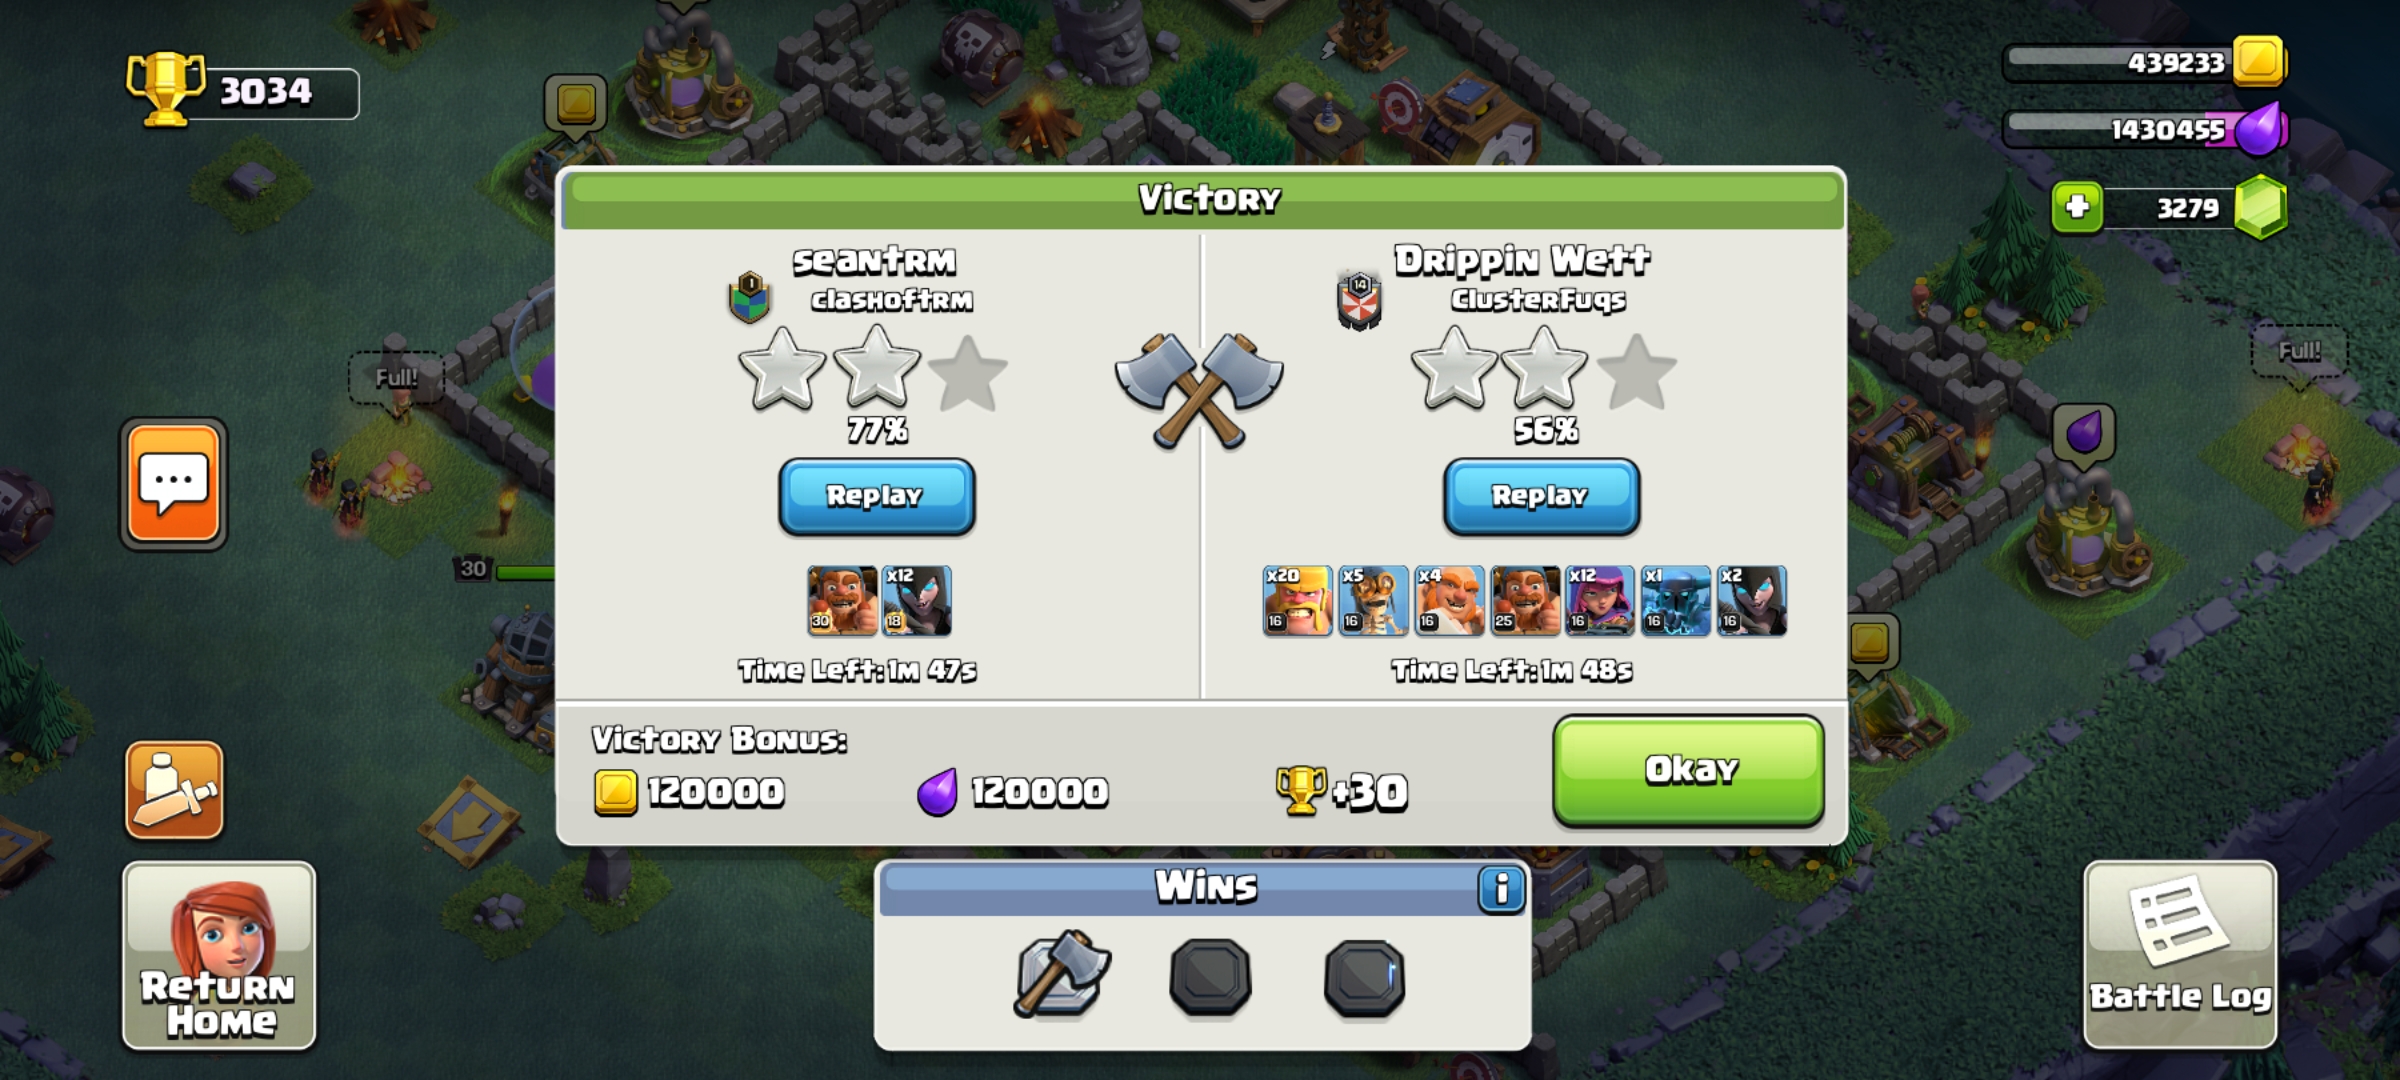 3034
439233
1430455
3279
Victory
seantrm
clashoftrm
1
77%
Replay
x12
30
18
Time Left:1m 47s
Drippin Wett
ClusterFuqs
14
56%
Replay
x20 x5 x4 x12 x1 x2
16 16 16 25 16 16 16
Time Left:1m 48s
Full!
Full!
30
Victory Bonus:
120000
120000
+30
Okay
Wins
i
Return
Home
Battle Log